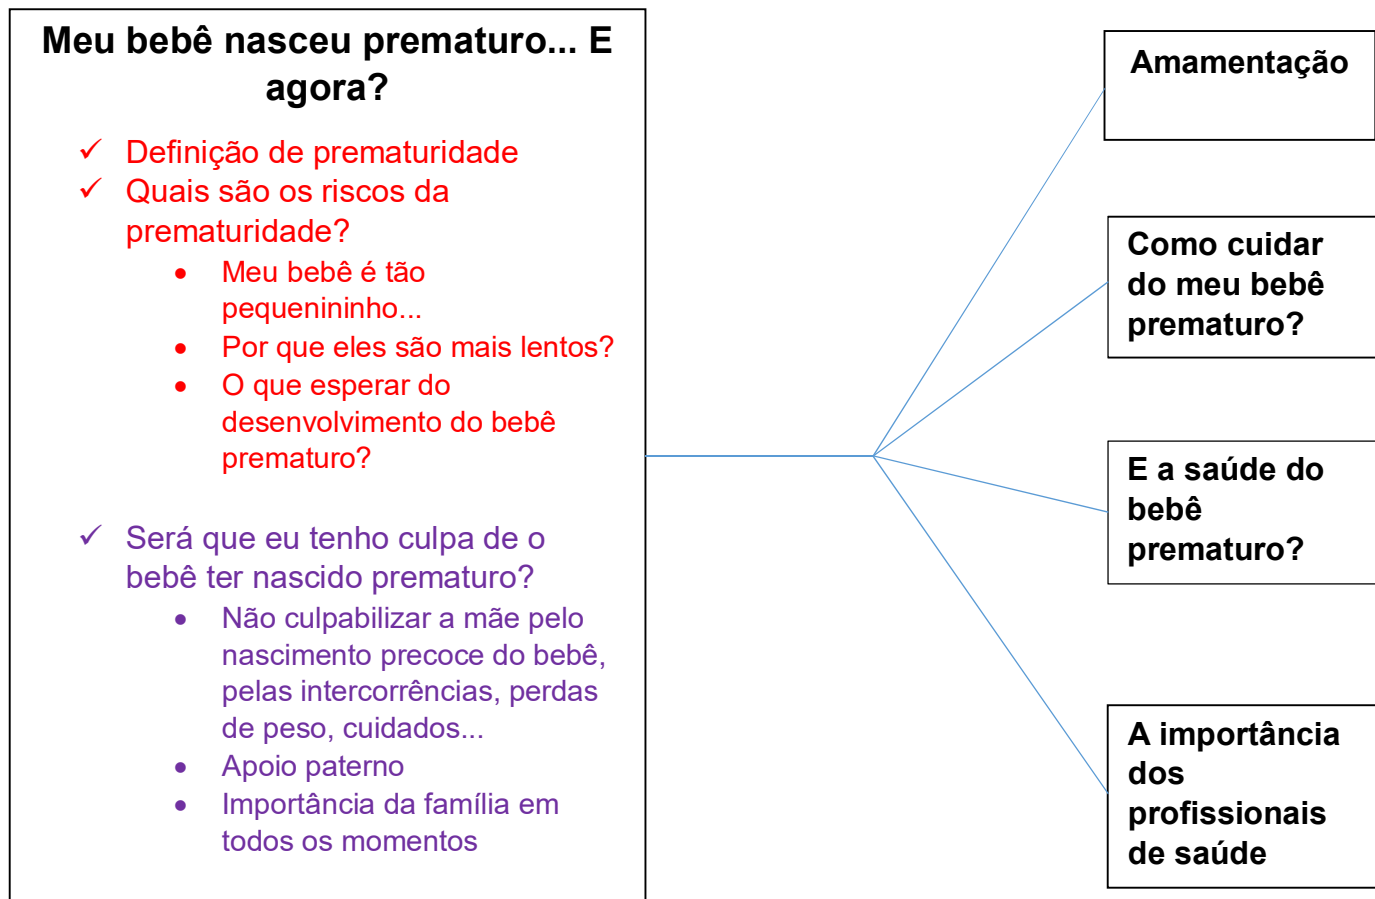 Meu bebê nasceu prematuro... E
agora?
✓ Definição de prematuridade
✓ Quais são os riscos da
prematuridade?
• Meu bebê é tão
pequenininho...
• Por que eles são mais lentos?
• O que esperar do
desenvolvimento do bebê
prematuro?
✓ Será que eu tenho culpa de o
bebê ter nascido prematuro?
• Não culpabilizar a mãe pelo
nascimento precoce do bebê,
pelas intercorrências, perdas
de peso, cuidados...
• Apoio paterno
• Importância da família em
todos os momentos
Amamentação
Como cuidar
do meu bebê
prematuro?
E a saúde do
bebê
prematuro?
A importância
dos
profissionais
de saúde